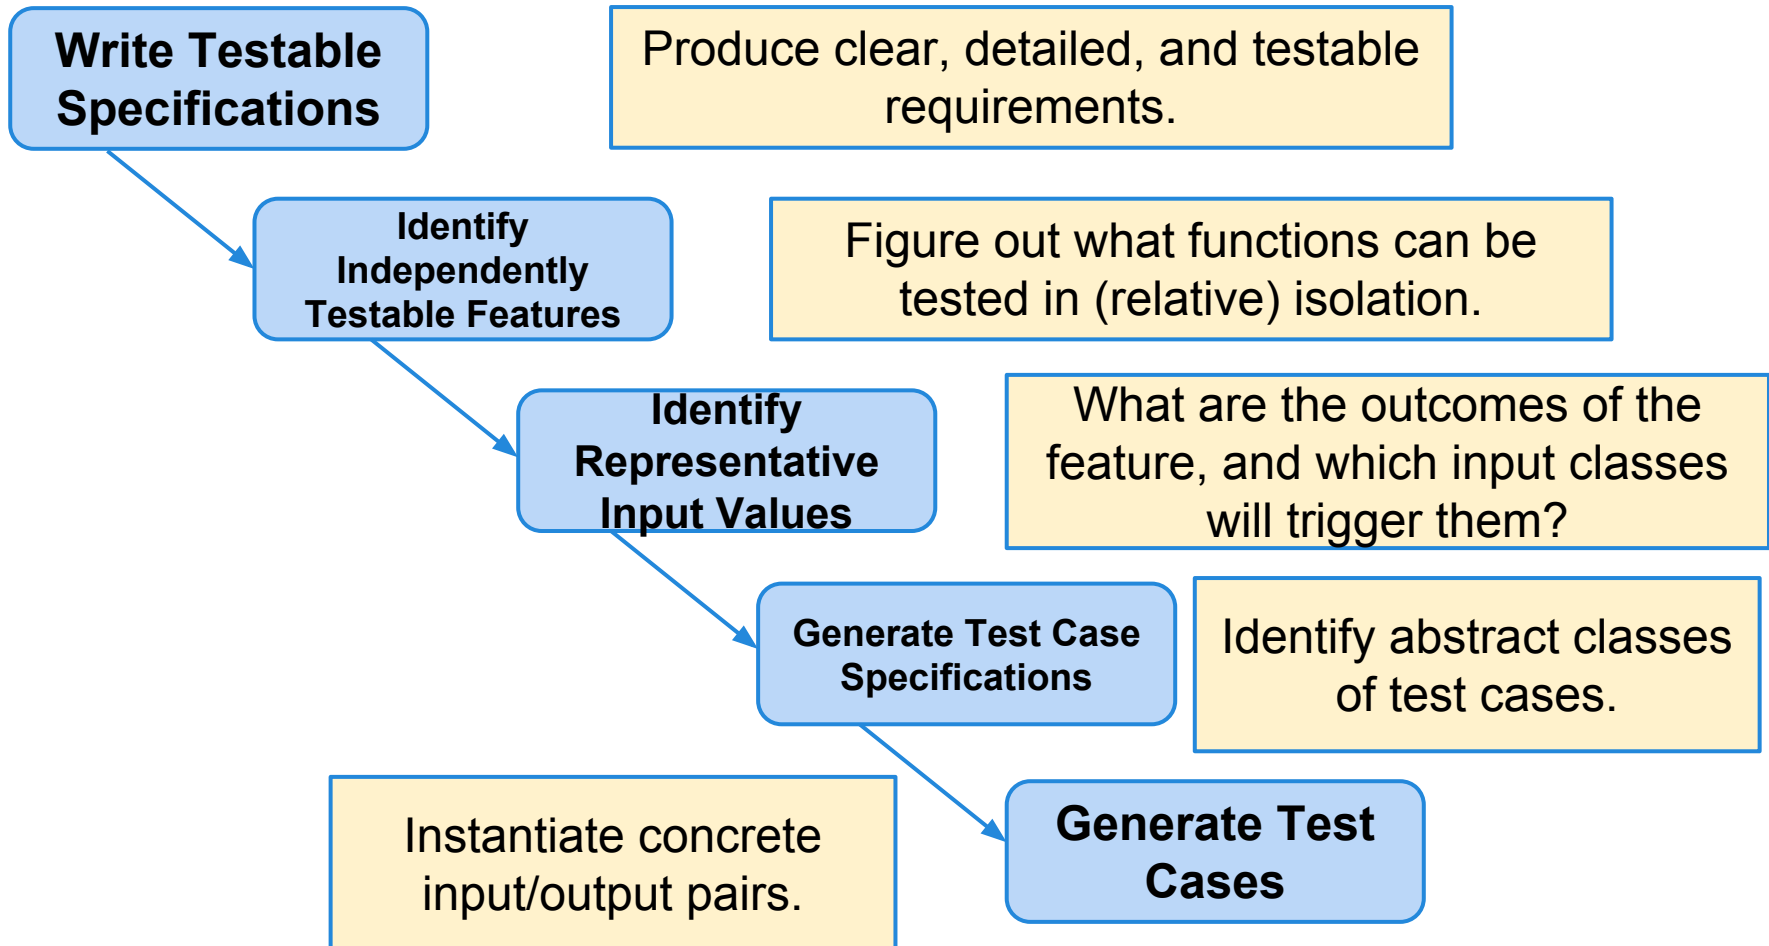 Write Testable
Specifications
Produce clear, detailed, and testable
requirements.
Identify
Independently
Testable Features
Figure out what functions can be
tested in (relative) isolation.
Identify
Representative
Input Values
What are the outcomes of the
feature, and which input classes
will trigger them?
Generate Test Case
Specifications
Identify abstract classes
of test cases.
Instantiate concrete
input/output pairs.
Generate Test
Cases